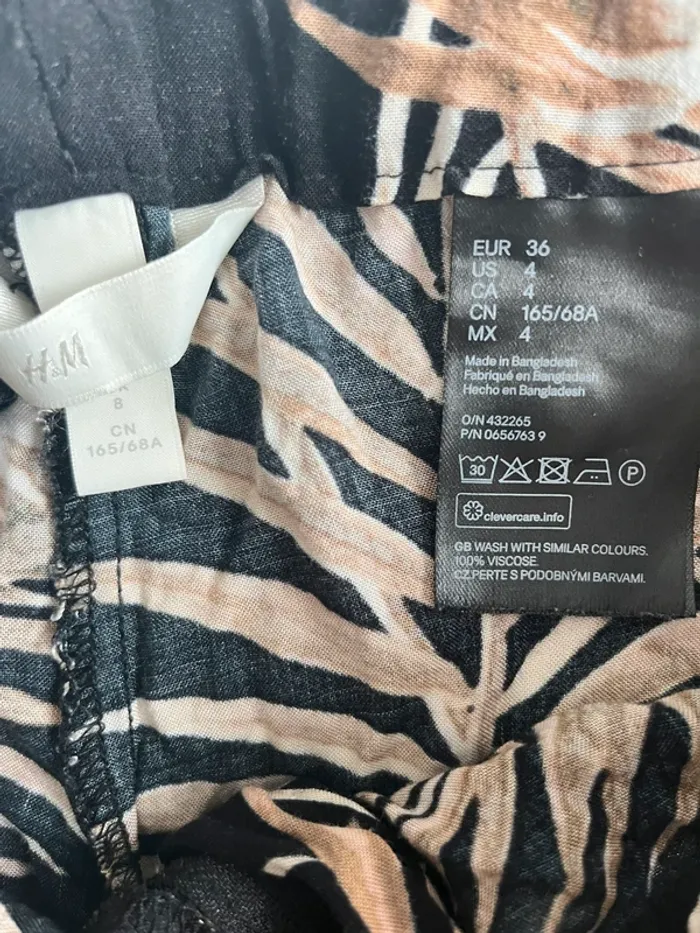 H&M
8
CN
165/68A
EUR 36
US 4
CA 4
CN 165/68A
MX 4
Made in Bangladesh
Fabriqué en Bangladesh
Hecho en Bangladesh
O/N 432265
P/N 0656763 9
30
P
clevercare.info
GB WASH WITH SIMILAR COLOURS.
100% VISCOSE.
CZ PERTE S PODOBNÝMI BARVAMI.